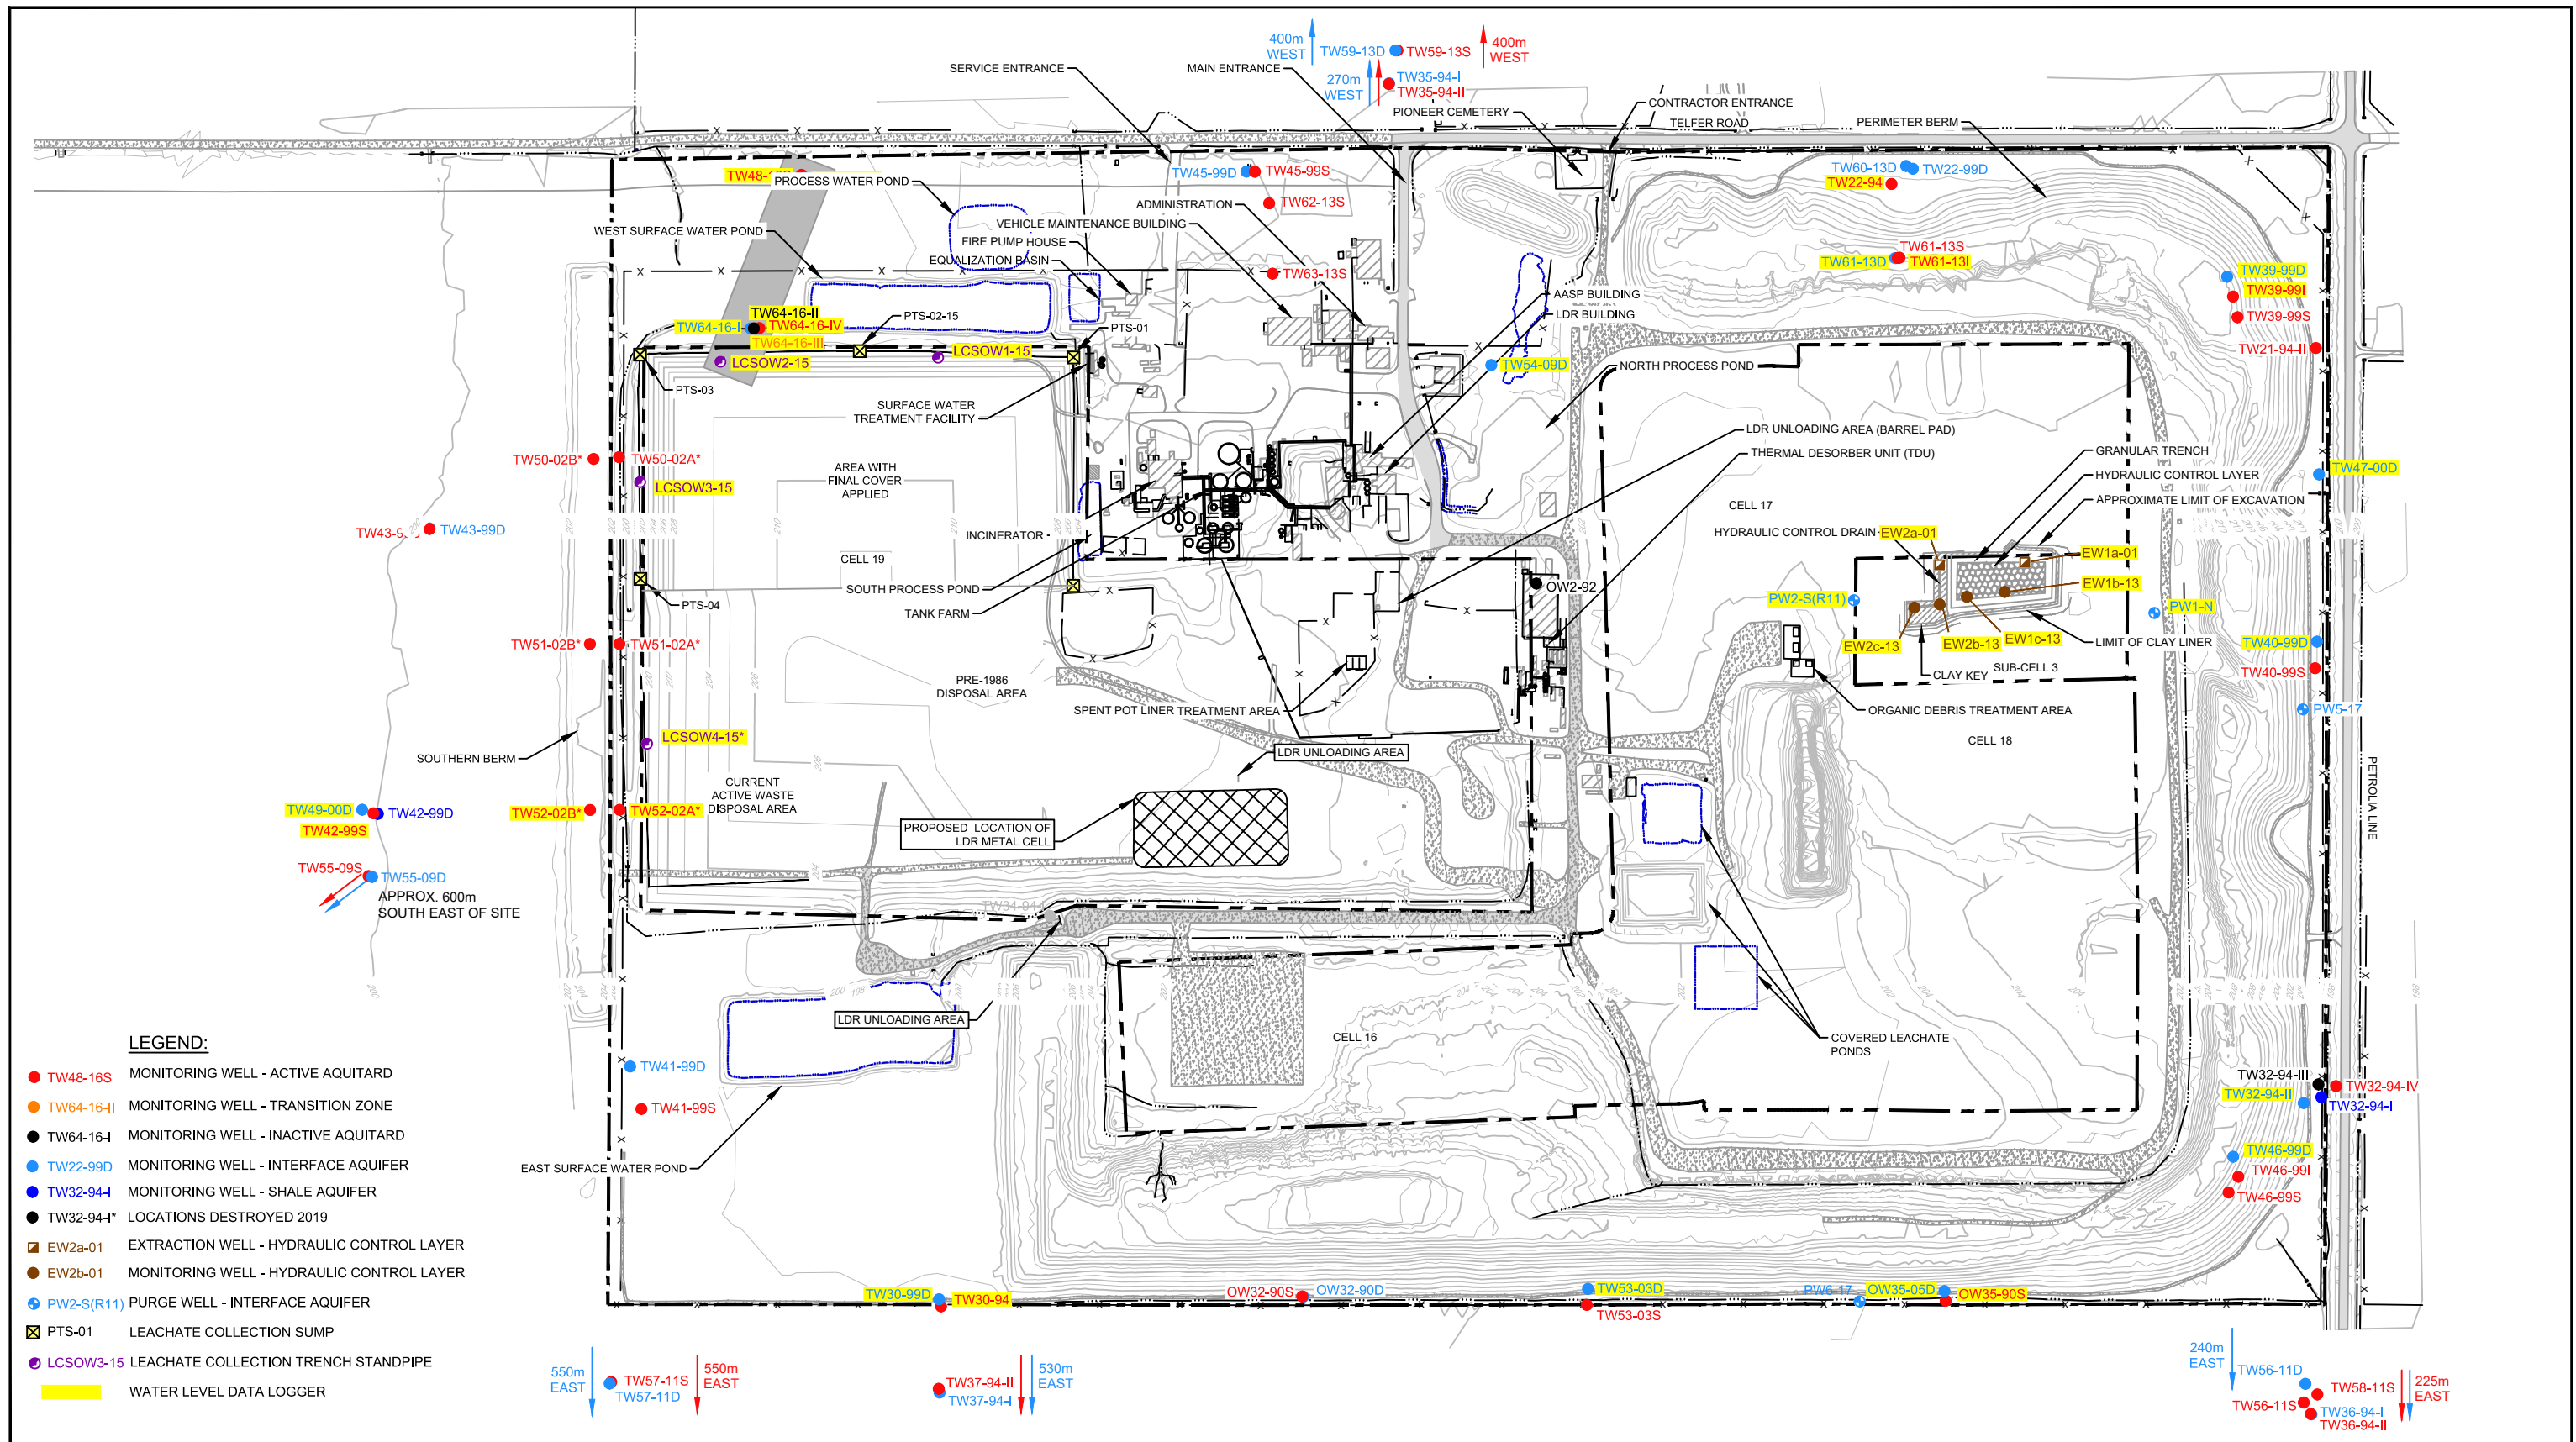 400m
WEST
TW59-13D
TW59-13S
400m
WEST
270m
WEST
TW35-94-I
TW35-94-II
SERVICE ENTRANCE
MAIN ENTRANCE
PIONEER CEMETERY
CONTRACTOR ENTRANCE
TELFER ROAD
PERIMETER BERM
TW48-
PROCESS WATER POND
TW45-99D
TW45-99S
TW60-13D
TW22-99D
TW22-94
ADMINISTRATION
TW62-13S
VEHICLE MAINTENANCE BUILDING
WEST SURFACE WATER POND
FIRE PUMP HOUSE
EQUALIZATION BASIN
TW63-13S
TW61-13S
TW61-13D
TW61-13I
TW39-99D
TW39-99I
TW39-99S
AASP BUILDING
LDR BUILDING
TW64-16-II
TW64-16-I
TW64-16-IV
TW64-16-III
PTS-02-15
PTS-01
LCSOW2-15
LCSOW1-15
TW21-94-II
TW54-09D
NORTH PROCESS POND
PTS-03
SURFACE WATER
TREATMENT FACILITY
LDR UNLOADING AREA (BARREL PAD)
THERMAL DESORBER UNIT (TDU)
GRANULAR TRENCH
HYDRAULIC CONTROL LAYER
APPROXIMATE LIMIT OF EXCAVATION
TW47-00D
TW50-02B*
TW50-02A*
AREA WITH
FINAL COVER
APPLIED
LCSOW3-15
CELL 17
TW43-9
TW43-99D
INCINERATOR -
HYDRAULIC CONTROL DRAIN
EW2a-01
EW1a-01
CELL 19
EW1b-13
SOUTH PROCESS POND
OW2-92
PW2-S(R11)
PW1-N
PTS-04
TANK FARM
EW2c-13
EW2b-13
EW1c-13
LIMIT OF CLAY LINER
TW40-99D
TW51-02B*
TW51-02A*
SUB-CELL 3
CLAY KEY
TW40-99S
PRE-1986
DISPOSAL AREA
SPENT POT LINER TREATMENT AREA
ORGANIC DEBRIS TREATMENT AREA
PW5-17
LCSOW4-15*
CELL 18
SOUTHERN BERM
LDR UNLOADING AREA
PETROLIA LINE
CURRENT
ACTIVE WASTE
DISPOSAL AREA
TW49-00D
TW42-99D
TW42-99S
TW52-02B*
TW52-02A*
PROPOSED LOCATION OF
LDR METAL CELL
TW55-09S
TW55-09D
APPROX. 600m
SOUTH EAST OF SITE
TW34-94-
LDR UNLOADING AREA
CELL 16
COVERED LEACHATE
PONDS
TW41-99D
TW41-99S
TW32-94-III
TW32-94-IV
TW32-94-II
TW32-94-I
EAST SURFACE WATER POND
TW46-99D
TW46-99I
TW46-99S
TW30-99D
TW30-94
OW32-90S
OW32-90D
TW53-03D
TW53-03S
PW6-17
OW35-05D
OW35-90S
550m
EAST
TW57-11S
TW57-11D
550m
EAST
TW37-94-II
TW37-94-I
530m
EAST
240m
EAST
TW56-11D
TW58-11S
TW56-11S
TW36-94-I
TW36-94-II
225m
EAST
LEGEND:
TW48-16S MONITORING WELL - ACTIVE AQUITARD
TW64-16-II MONITORING WELL - TRANSITION ZONE
TW64-16-I MONITORING WELL - INACTIVE AQUITARD
TW22-99D MONITORING WELL - INTERFACE AQUIFER
TW32-94-I MONITORING WELL - SHALE AQUIFER
TW32-94-I* LOCATIONS DESTROYED 2019
EW2a-01 EXTRACTION WELL - HYDRAULIC CONTROL LAYER
EW2b-01 MONITORING WELL - HYDRAULIC CONTROL LAYER
PW2-S(R11) PURGE WELL - INTERFACE AQUIFER
PTS-01 LEACHATE COLLECTION SUMP
LCSOW3-15 LEACHATE COLLECTION TRENCH STANDPIPE
WATER LEVEL DATA LOGGER